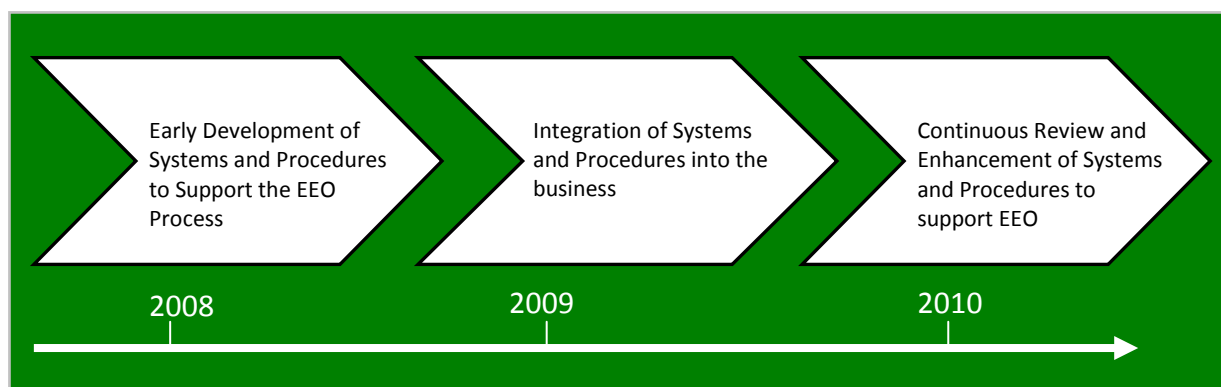 Early Development of
Systems and Procedures
to Support the EEO
Process
Integration of Systems
and Procedures into the
business
Continuous Review and
Enhancement of Systems
and Procedures to
support EEO
2008
2009
2010